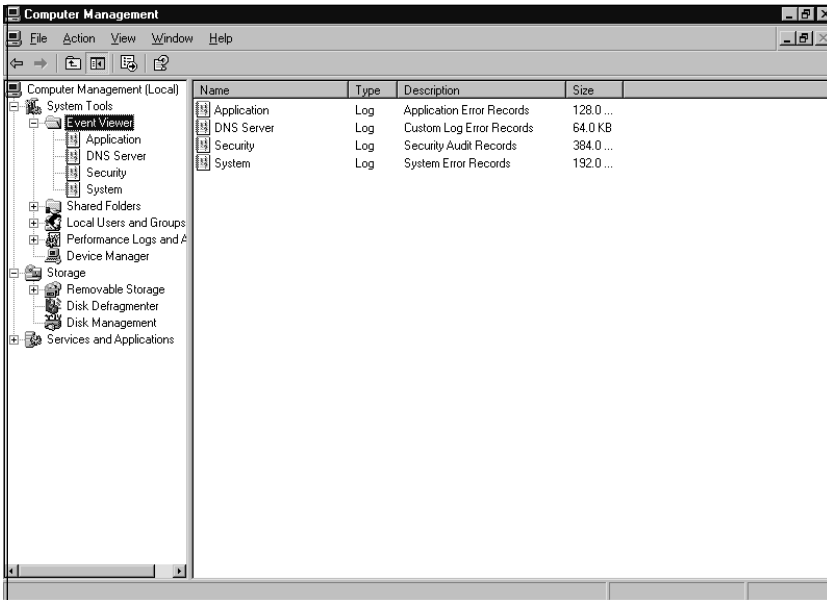 Computer Management
File Action View Window Help
Computer Management (Local)
System Tools
Event Viewer
Application
DNS Server
Security
System
Shared Folders
Local Users and Groups
Performance Logs and A
Device Manager
Storage
Removable Storage
Disk Defragmenter
Disk Management
Services and Applications
Name Type Description Size
Application Log Application Error Records 128.0 ...
DNS Server Log Custom Log Error Records 64.0 KB
Security Log Security Audit Records 384.0 ...
System Log System Error Records 192.0 ...